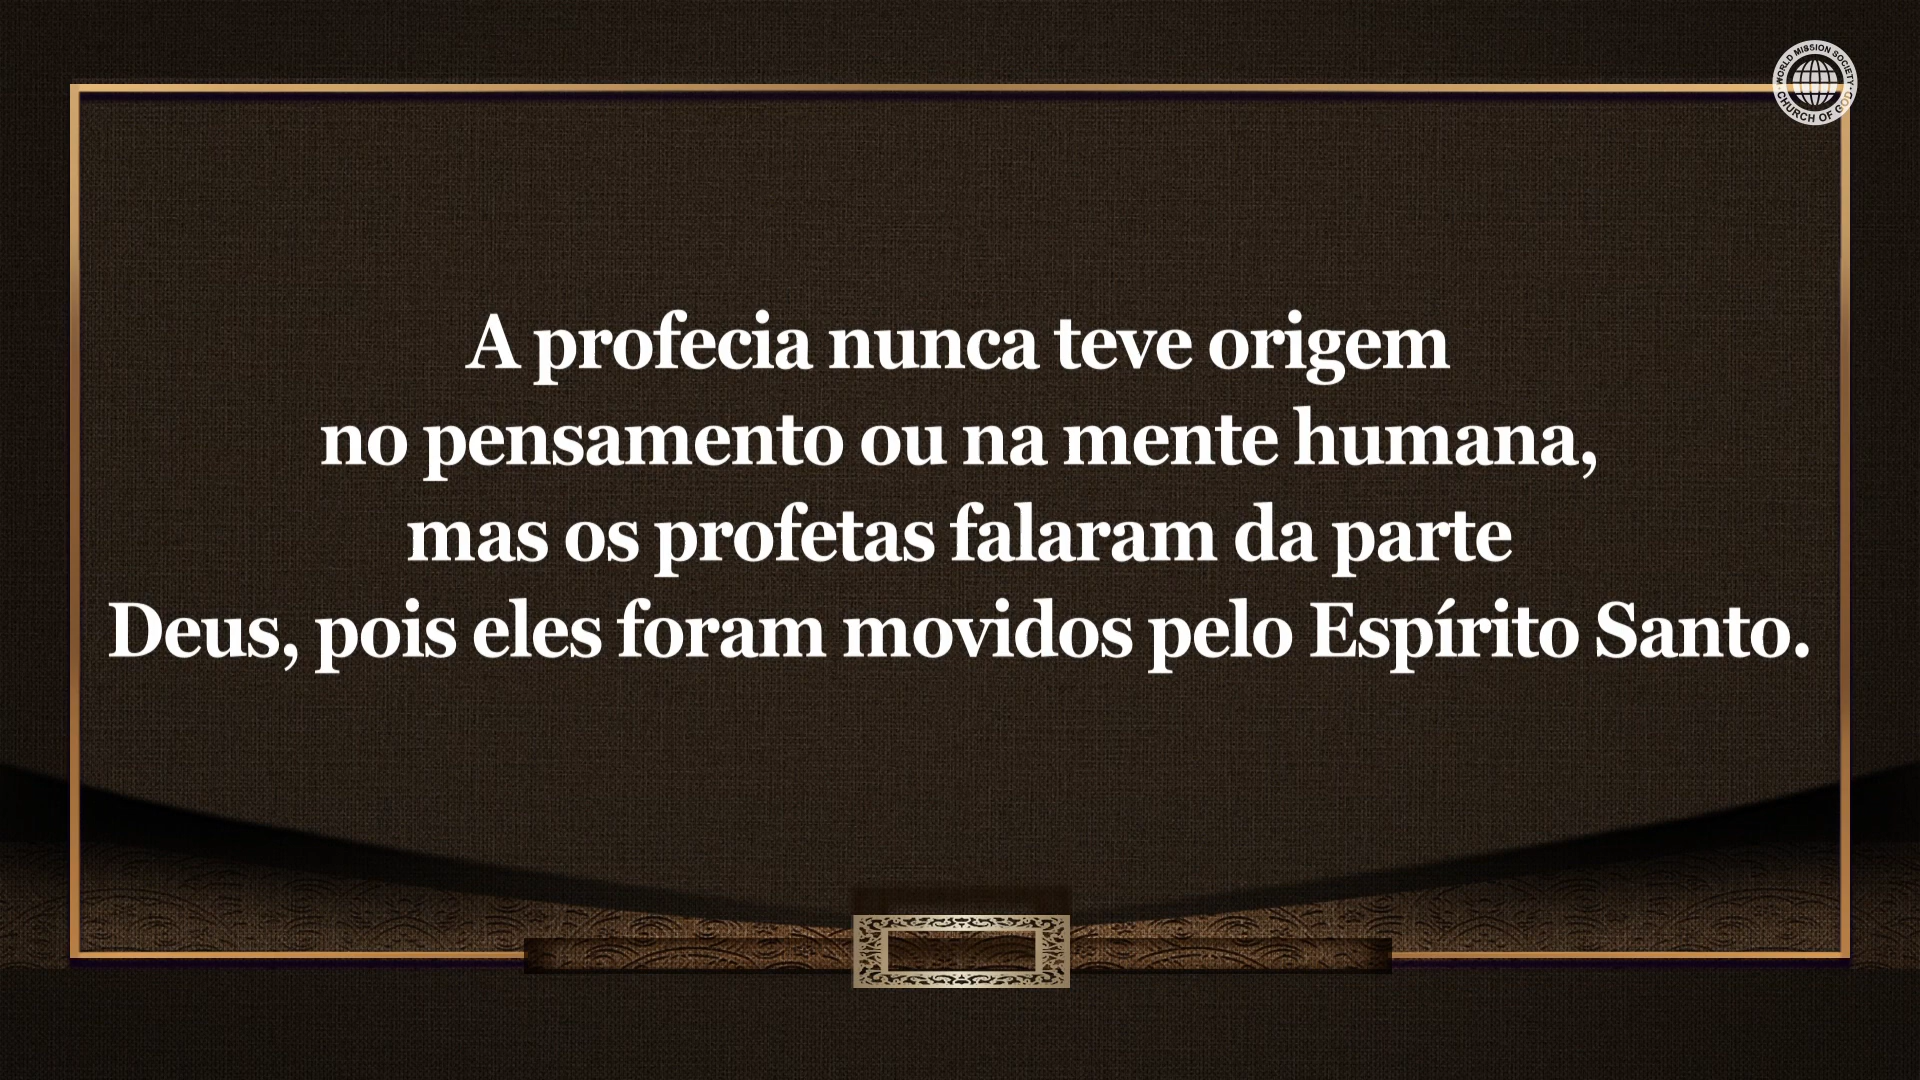 WORLD MISSION SOCIETY
CHURCH OF GOD
A profecia nunca teve origem
no pensamento ou na mente humana,
mas os profetas falaram da parte
Deus, pois eles foram movidos pelo Espírito Santo.